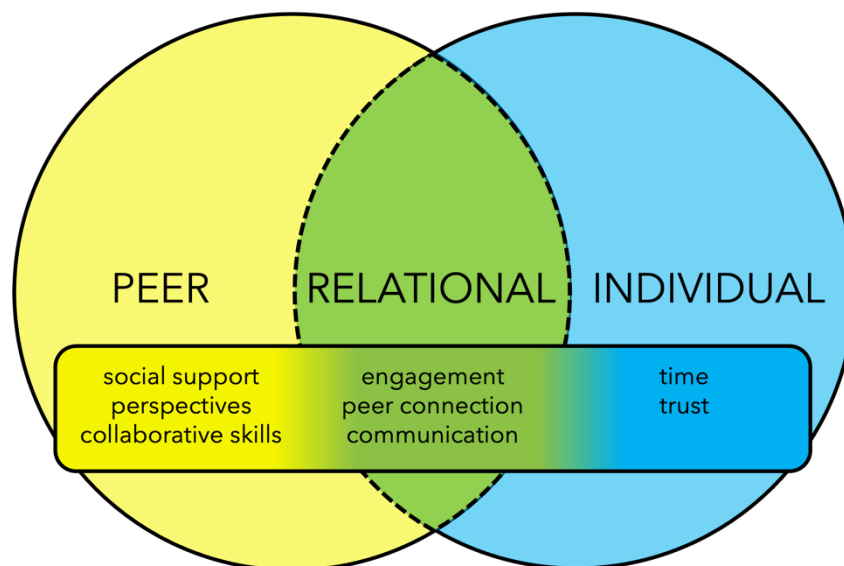 PEER RELATIONAL INDIVIDUAL
social support engagement time
perspectives peer connection trust
collaborative skills communication